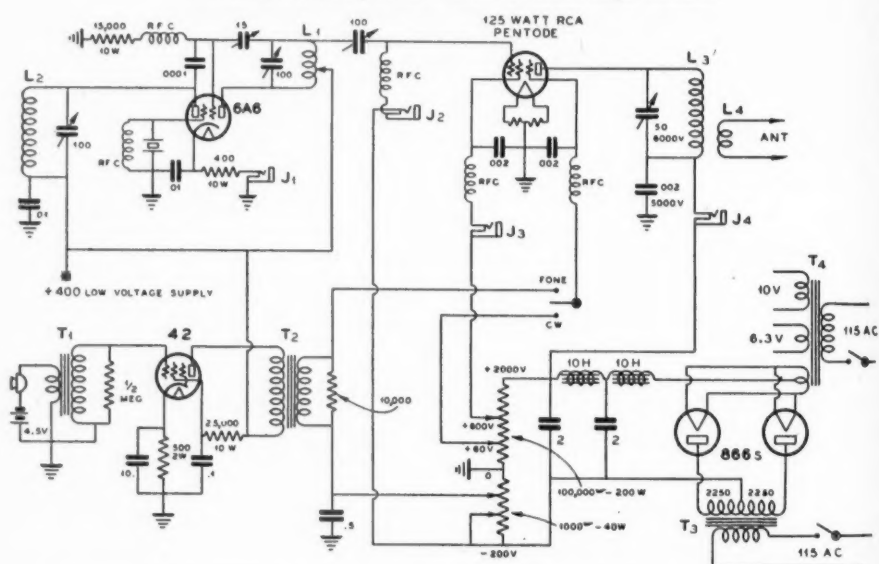 15,000
10W
RFC
15
L1
100
125 WATT RCA
PENTODE
L3
L2
.0001
100
RFC
J2
6A6
50
6000V
L4
ANT
100
RFC
400
10W
J1
.01
.002
.002
RFC
RFC
.002
5000V
.01
J3
J4
+400 LOW VOLTAGE SUPPLY
FONE
CW
T4
10V
6.3V
115 AC
T1
42
T2
10H
10H
+2000V
½
MEG
10,000
4.5V
25,000
10 W
500
2W
10.
.1
+600V
+60V
0
2
2
866s
100,000ω-200W
2250
2250
1000ω-40W
T3
.5
-200V
115 AC